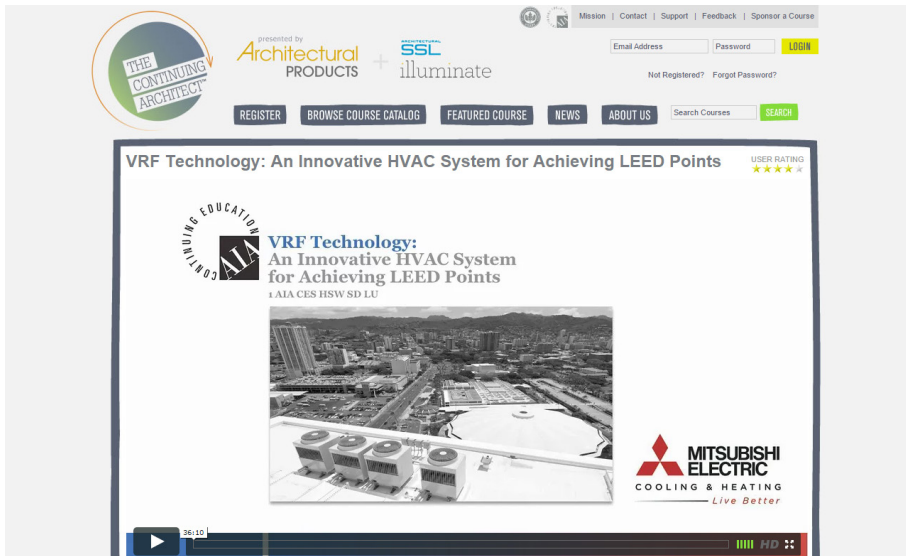 Mission | Contact | Support | Feedback | Sponsor a Course
THE
CONTINUING
ARCHITECT
presented by
Architectural
PRODUCTS
+
ARCHITECTURAL
SSL
illuminate
Email Address
Password
LOGIN
Not Registered? Forgot Password?
REGISTER
BROWSE COURSE CATALOG
FEATURED COURSE
NEWS
ABOUT US
Search Courses
SEARCH
VRF Technology: An Innovative HVAC System for Achieving LEED Points
USER RATING
CONTINUING EDUCATION
AIA
VRF Technology:
An Innovative HVAC System
for Achieving LEED Points
1 AIA CES HSW SD LU
MITSUBISHI
ELECTRIC
COOLING & HEATING
Live Better
36:10
HD